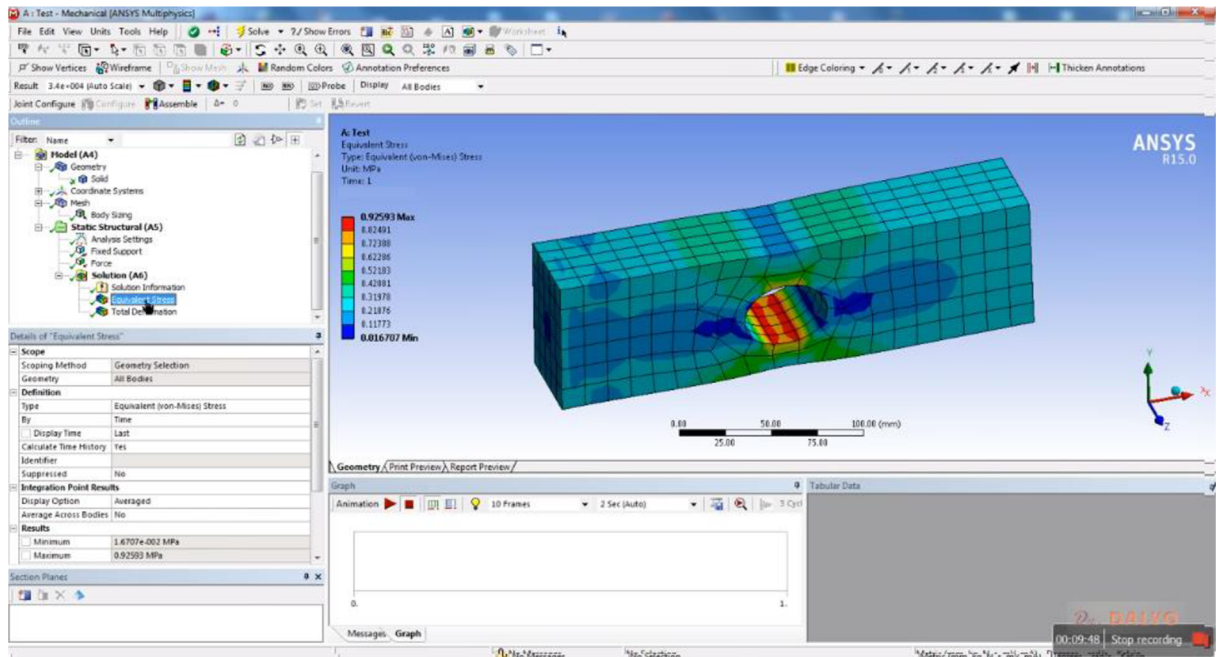 A : Test - Mechanical [ANSYS Multiphysics]
File Edit View Units Tools Help Solve ?/ Show Errors Worksheet
Show Vertices Wireframe Show Mesh Random Colors Annotation Preferences Edge Coloring Thicken Annotations
Result 3.4e+004 (Auto Scale) Probe Display All Bodies
Joint Configure Configure Assemble Δ= 0 Set Revert
Outline
Filter: Name
Model (A4)
Geometry
Solid
Coordinate Systems
Mesh
Body Sizing
Static Structural (A5)
Analysis Settings
Fixed Support
Force
Solution (A6)
Solution Information
Equivalent Stress
Total Deformation
A: Test
Equivalent Stress
Type: Equivalent (von-Mises) Stress
Unit: MPa
Time: 1
0.92593 Max
0.82491
0.72388
0.62286
0.52183
0.42081
0.31978
0.21876
0.11773
0.016707 Min
ANSYS
R15.0
Y
X
Z
0.00 50.00 100.00 (mm)
25.00 75.00
Details of "Equivalent Stress"
Scope
Scoping Method Geometry Selection
Geometry All Bodies
Definition
Type Equivalent (von-Mises) Stress
By Time
Display Time Last
Calculate Time History Yes
Identifier
Suppressed No
Integration Point Results
Display Option Averaged
Average Across Bodies No
Results
Minimum 1.6707e-002 MPa
Maximum 0.92593 MPa
Section Planes
Geometry Print Preview Report Preview
Graph
Animation 10 Frames 2 Sec (Auto) 3 Cycl
0. 1.
Messages Graph
Tabular Data
00:09:48 Stop recording